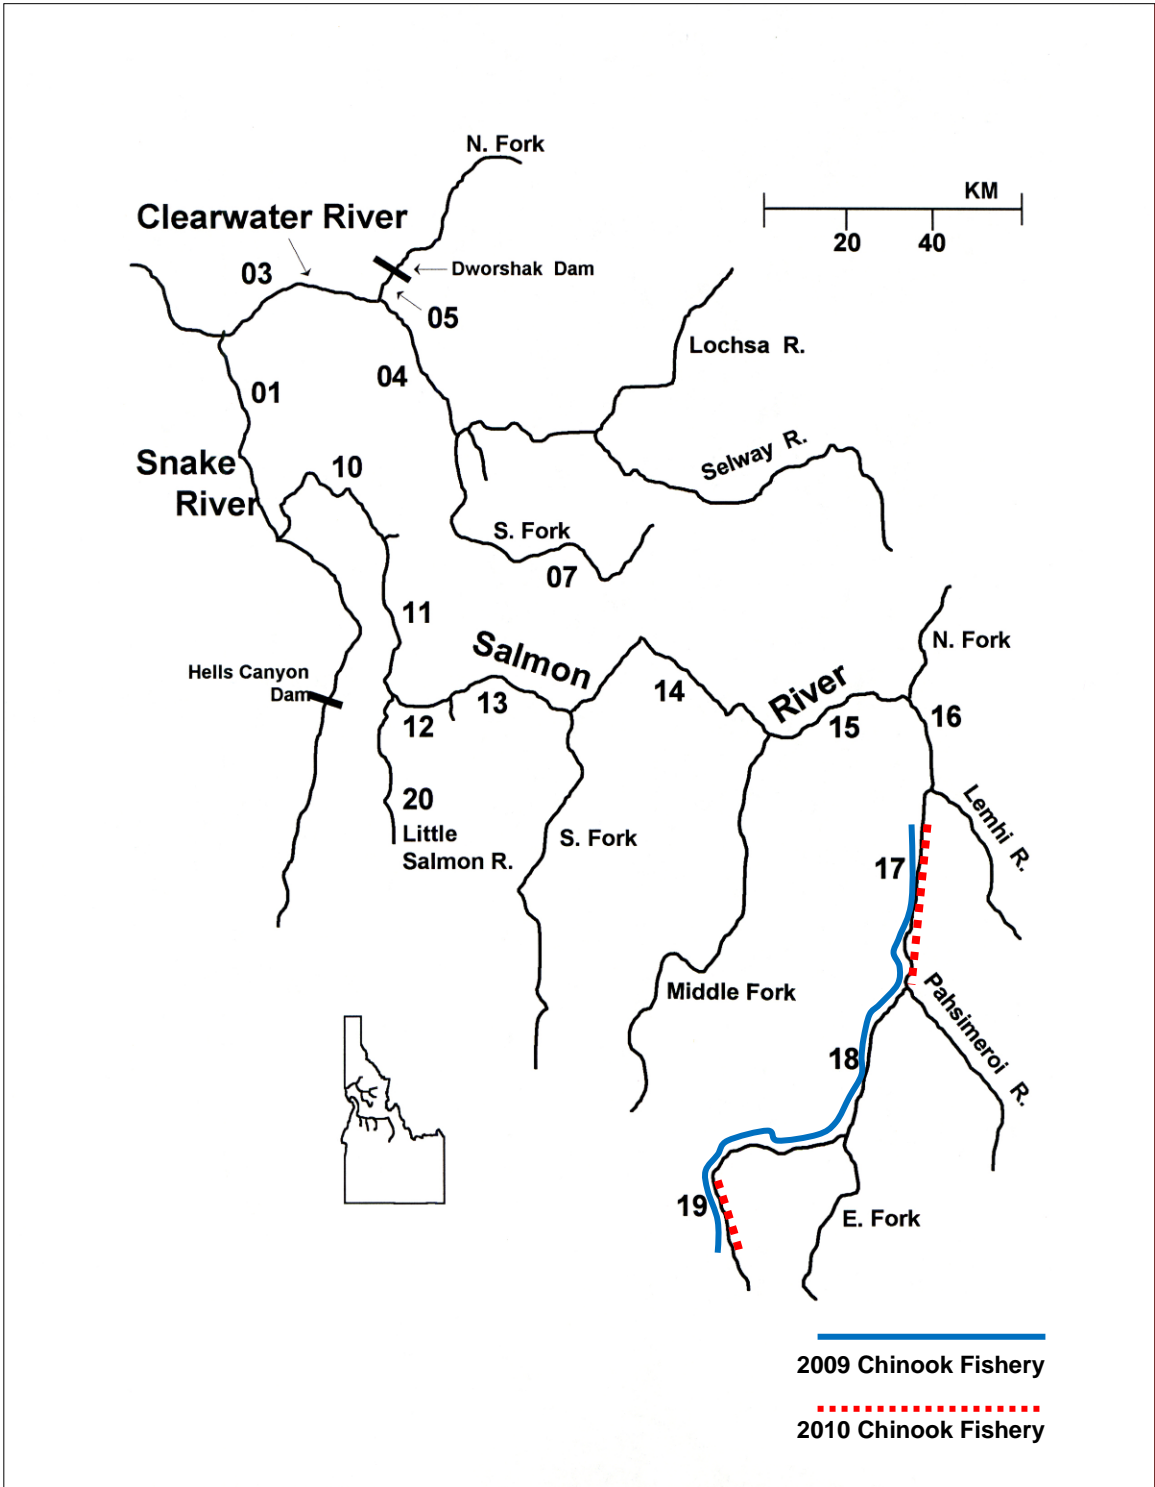 N. Fork
KM
20 40
Clearwater River
03
Dworshak Dam
05
Lochsa R.
04
01
Selway R.
Snake
River
10
S. Fork
07
11
Salmon
River
N. Fork
Hells Canyon
Dam
14
13
12
15
16
20
Little
Salmon R.
S. Fork
Lemhi R.
17
Middle Fork
Pahsimeroi R.
18
19
E. Fork
2009 Chinook Fishery
2010 Chinook Fishery